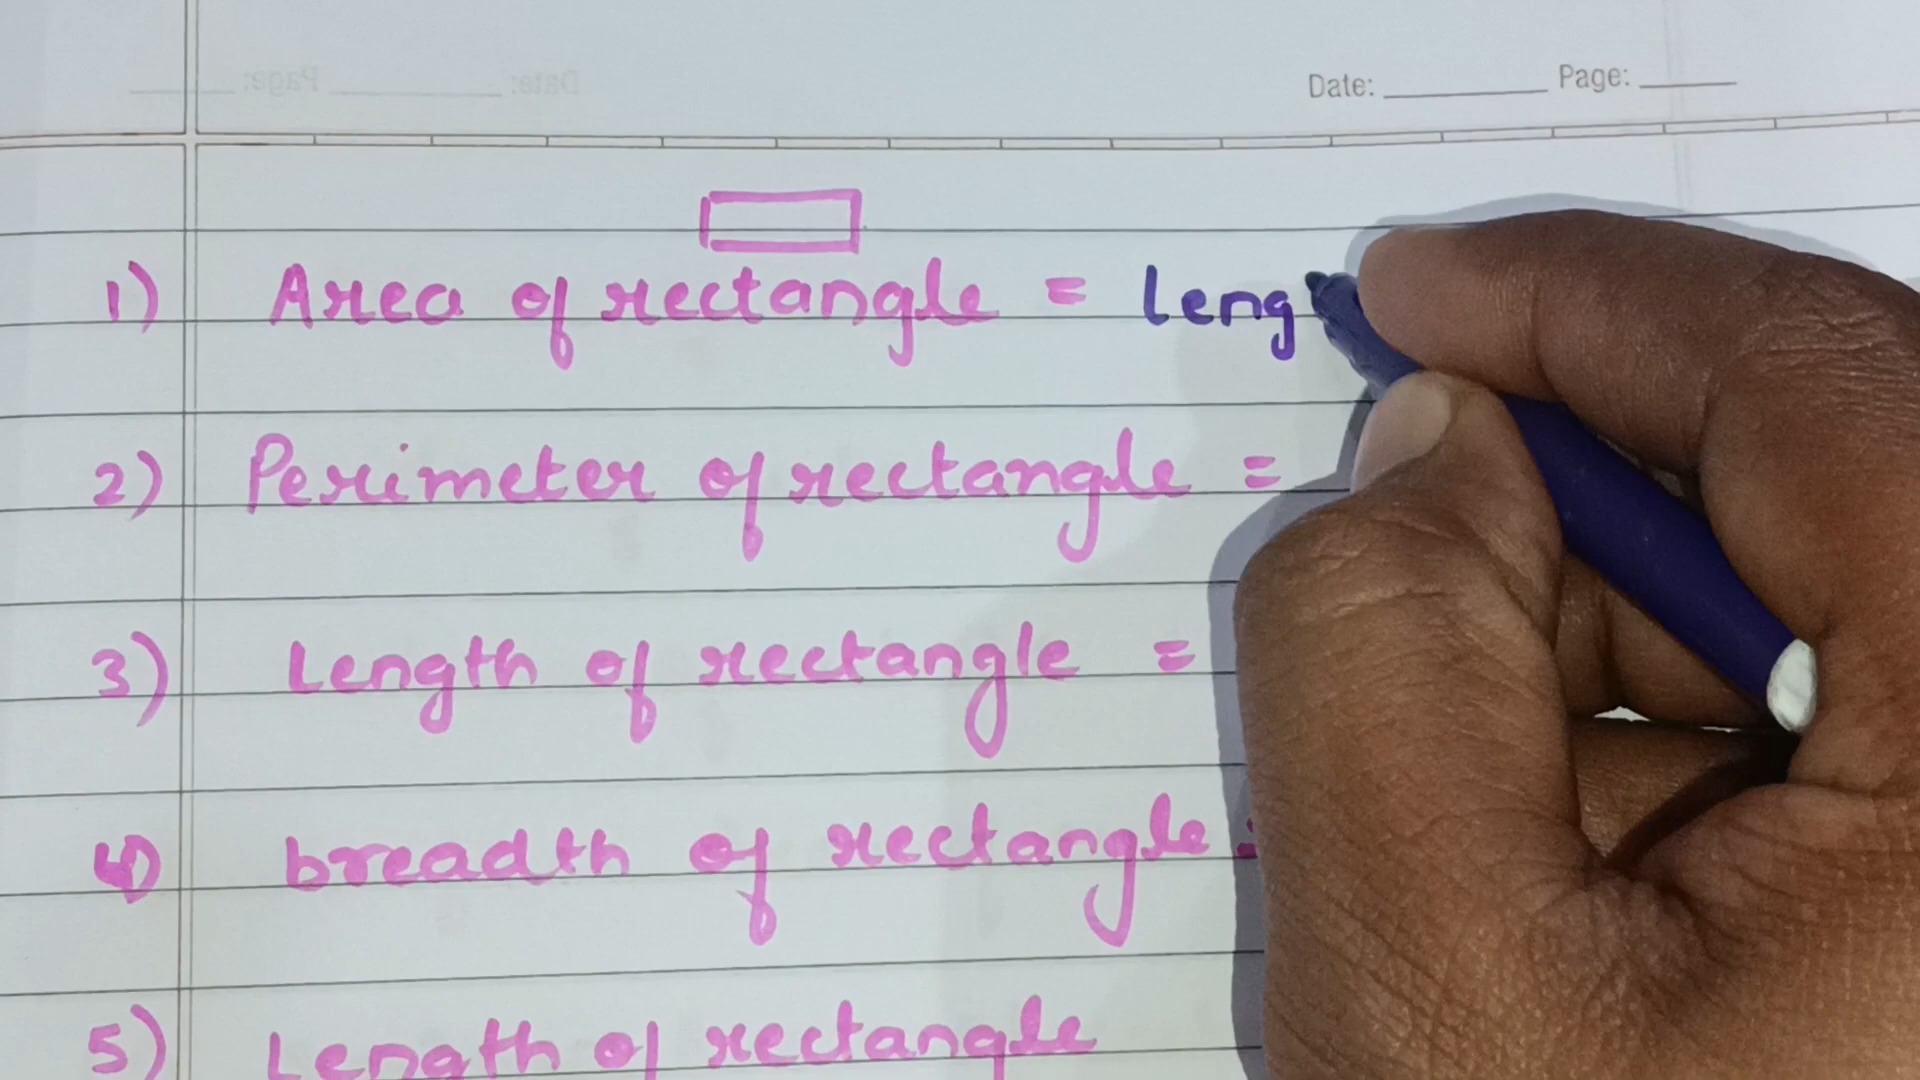 Date: Page:
1) Area of rectangle = leng
2) Perimeter of rectangle =
3) Length of rectangle =
4) breadth of rectangle =
5) Length of rectangle